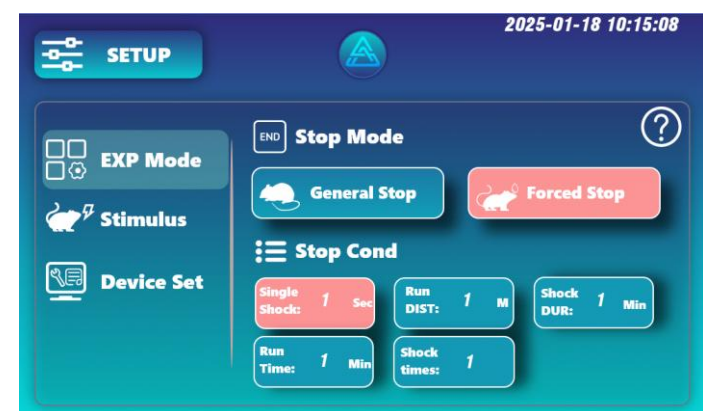 2025-01-18 10:15:08
SETUP
EXP Mode
Stimulus
Device Set
END Stop Mode
?
General Stop
Forced Stop
Stop Cond
Single
Shock: 1 Sec
Run
DIST: 1 M
Shock
DUR: 1 Min
Run
Time: 1 Min
Shock
times: 1